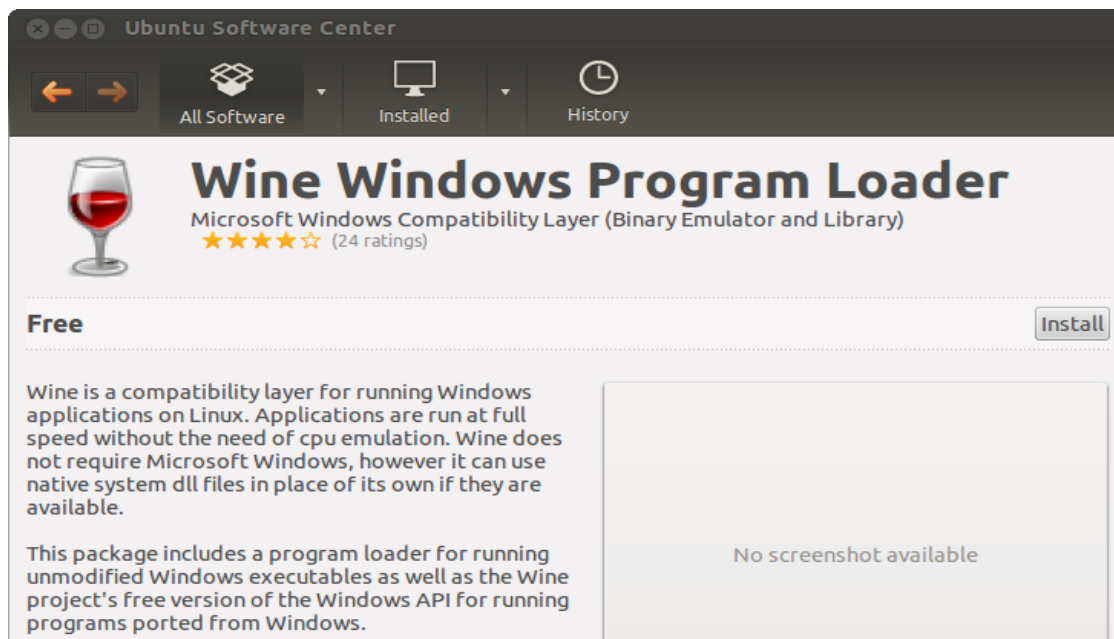 Ubuntu Software Center
All Software
Installed
History
Wine Windows Program Loader
Microsoft Windows Compatibility Layer (Binary Emulator and Library)
(24 ratings)
Free
Install
Wine is a compatibility layer for running Windows
applications on Linux. Applications are run at full
speed without the need of cpu emulation. Wine does
not require Microsoft Windows, however it can use
native system dll files in place of its own if they are
available.
This package includes a program loader for running
unmodified Windows executables as well as the Wine
project's free version of the Windows API for running
programs ported from Windows.
No screenshot available